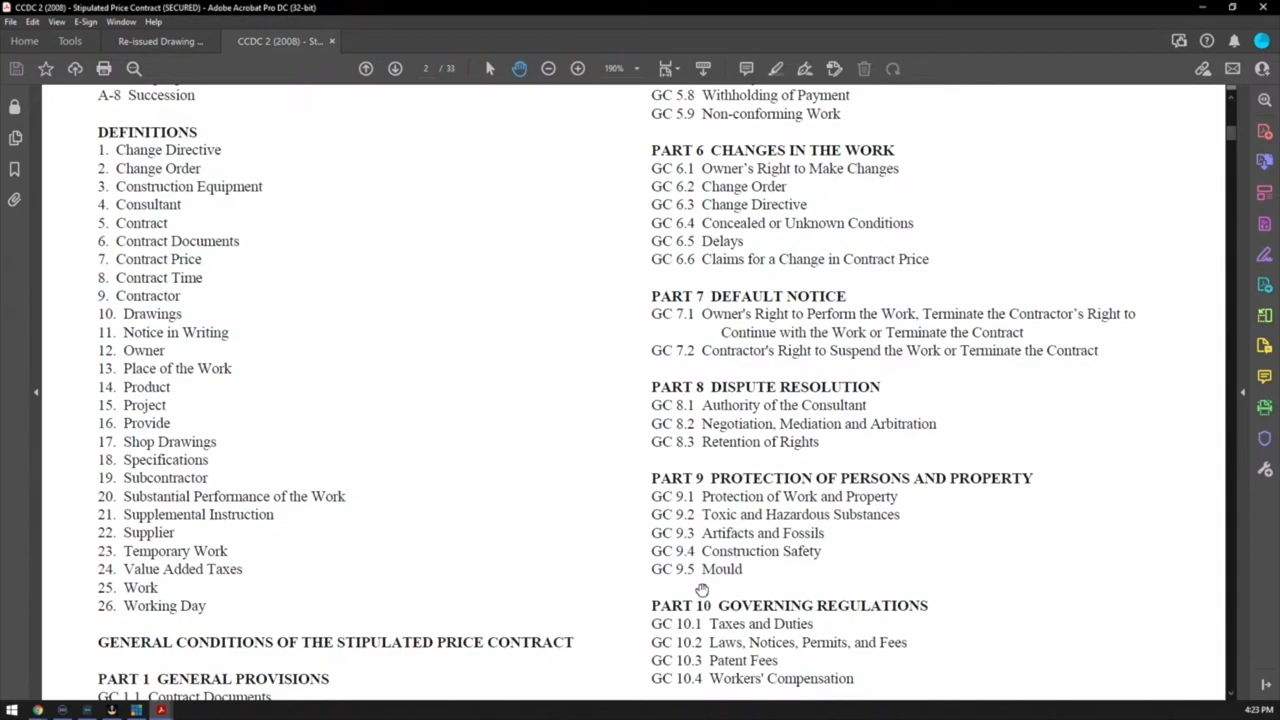 CCDC 2 (2008) - Stipulated Price Contract (SECURED) - Adobe Acrobat Pro DC (32-bit)
File Edit View E-Sign Window Help
Home Tools Re-issued Drawing ... CCDC 2 (2008) - St... ×
2 / 33 190%
A-8 Succession
DEFINITIONS
1. Change Directive
2. Change Order
3. Construction Equipment
4. Consultant
5. Contract
6. Contract Documents
7. Contract Price
8. Contract Time
9. Contractor
10. Drawings
11. Notice in Writing
12. Owner
13. Place of the Work
14. Product
15. Project
16. Provide
17. Shop Drawings
18. Specifications
19. Subcontractor
20. Substantial Performance of the Work
21. Supplemental Instruction
22. Supplier
23. Temporary Work
24. Value Added Taxes
25. Work
26. Working Day
GENERAL CONDITIONS OF THE STIPULATED PRICE CONTRACT
PART 1 GENERAL PROVISIONS
GC 1.1 Contract Documents
GC 5.8 Withholding of Payment
GC 5.9 Non-conforming Work
PART 6 CHANGES IN THE WORK
GC 6.1 Owner’s Right to Make Changes
GC 6.2 Change Order
GC 6.3 Change Directive
GC 6.4 Concealed or Unknown Conditions
GC 6.5 Delays
GC 6.6 Claims for a Change in Contract Price
PART 7 DEFAULT NOTICE
GC 7.1 Owner's Right to Perform the Work, Terminate the Contractor’s Right to
Continue with the Work or Terminate the Contract
GC 7.2 Contractor's Right to Suspend the Work or Terminate the Contract
PART 8 DISPUTE RESOLUTION
GC 8.1 Authority of the Consultant
GC 8.2 Negotiation, Mediation and Arbitration
GC 8.3 Retention of Rights
PART 9 PROTECTION OF PERSONS AND PROPERTY
GC 9.1 Protection of Work and Property
GC 9.2 Toxic and Hazardous Substances
GC 9.3 Artifacts and Fossils
GC 9.4 Construction Safety
GC 9.5 Mould
PART 10 GOVERNING REGULATIONS
GC 10.1 Taxes and Duties
GC 10.2 Laws, Notices, Permits, and Fees
GC 10.3 Patent Fees
GC 10.4 Workers' Compensation
4:23 PM